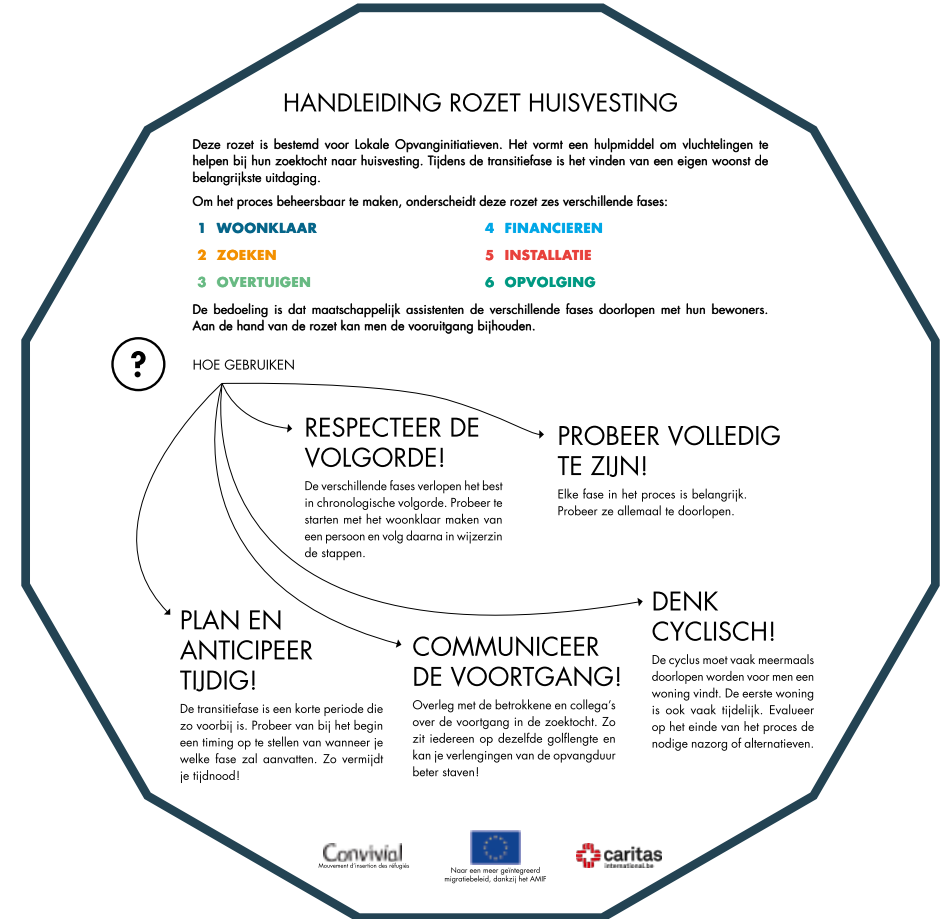 HANDLEIDING ROZET HUISVESTING
Deze rozet is bestemd voor Lokale Opvanginitiatieven. Het vormt een hulpmiddel om vluchtelingen te
helpen bij hun zoektocht naar huisvesting. Tijdens de transitiefase is het vinden van een eigen woonst de
belangrijkste uitdaging.
Om het proces beheersbaar te maken, onderscheidt deze rozet zes verschillende fases:
1 WOONKLAAR
2 ZOEKEN
3 OVERTUIGEN
4 FINANCIEREN
5 INSTALLATIE
6 OPVOLGING
De bedoeling is dat maatschappelijk assistenten de verschillende fases doorlopen met hun bewoners.
Aan de hand van de rozet kan men de vooruitgang bijhouden.
?
HOE GEBRUIKEN
RESPECTEER DE
VOLGORDE!
De verschillende fases verlopen het best
in chronologische volgorde. Probeer te
starten met het woonklaar maken van
een persoon en volg daarna in wijzerzin
de stappen.
PROBEER VOLLEDIG
TE ZIJN!
Elke fase in het proces is belangrijk.
Probeer ze allemaal te doorlopen.
PLAN EN
ANTICIPEER
TIJDIG!
De transitiefase is een korte periode die
zo voorbij is. Probeer van bij het begin
een timing op te stellen van wanneer je
welke fase zal aanvatten. Zo vermijdt
je tijdnood!
COMMUNICEER
DE VOORTGANG!
Overleg met de betrokkene en collega's
over de voortgang in de zoektocht. Zo
zit iedereen op dezelfde golflengte en
kan je verlengingen van de opvangduur
beter staven!
DENK
CYCLISCH!
De cyclus moet vaak meermaals
doorlopen worden voor men een
woning vindt. De eerste woning
is ook vaak tijdelijk. Evalueer
op het einde van het proces de
nodige nazorg of alternatieven.
Convivial
Mouvement d'insertion des réfugiés
Naar een meer geïntegreerd
migratiebeleid, dankzij het AMIF
caritas
international.be